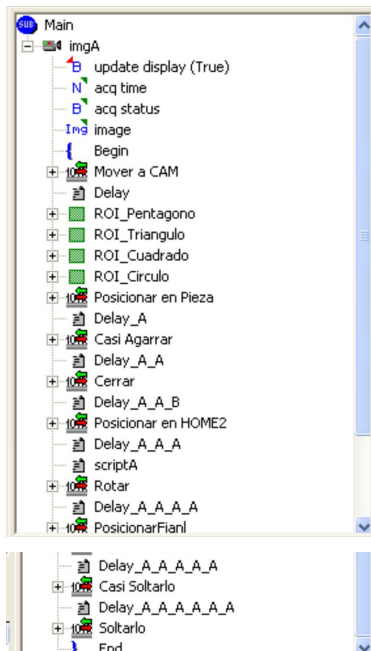 SUB Main
imgA
B update display (True)
N acq time
B acq status
Img image
{ Begin
Mover a CAM
Delay
ROI_Pentagono
ROI_Triangulo
ROI_Cuadrado
ROI_Circulo
Posicionar en Pieza
Delay_A
Casi Agarrar
Delay_A_A
Cerrar
Delay_A_A_B
Posicionar en HOME2
Delay_A_A_A
scriptA
Rotar
Delay_A_A_A_A
PosicionarFianl
Delay_A_A_A_A_A
Casi Soltarlo
Delay_A_A_A_A_A_A
Soltarlo
} End